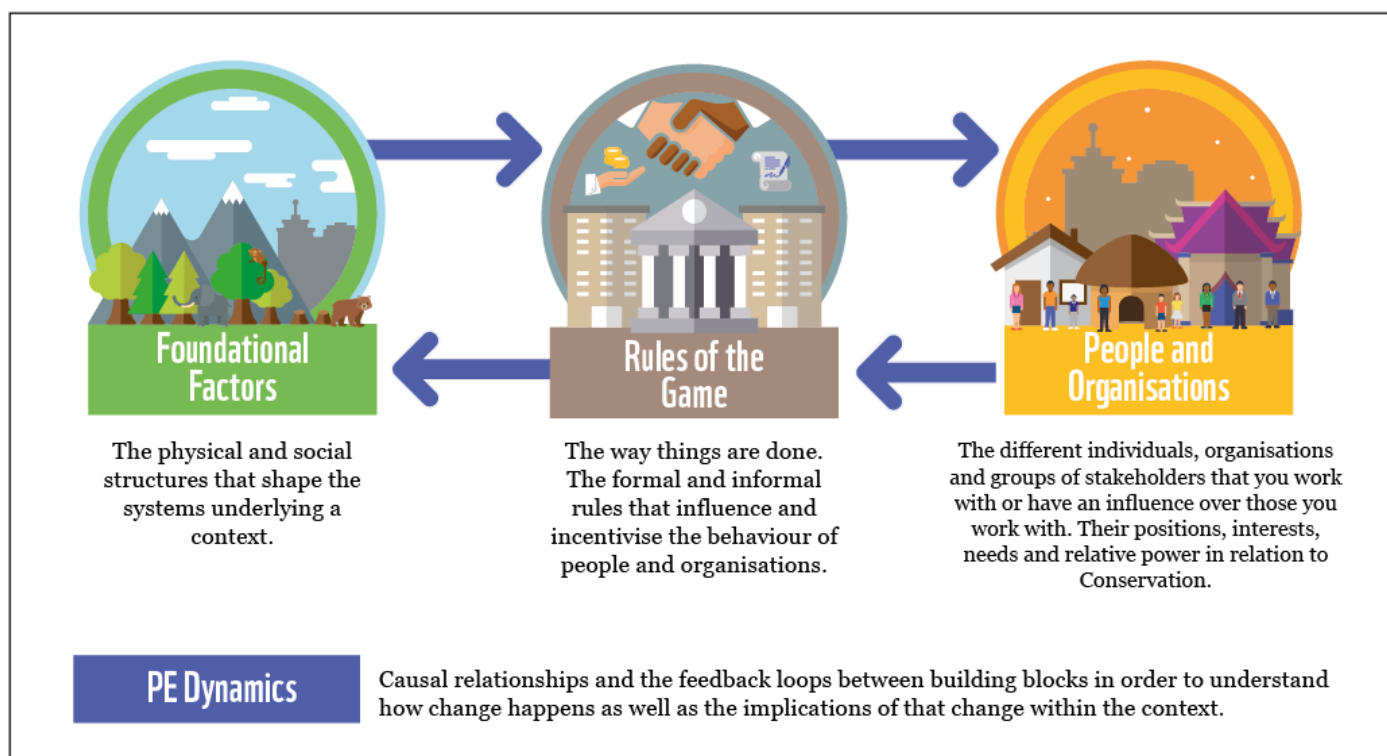 Foundational
Factors
The physical and social
structures that shape the
systems underlying a
context.
Rules of the
Game
The way things are done.
The formal and informal
rules that influence and
incentivise the behaviour of
people and organisations.
People and
Organisations
The different individuals, organisations
and groups of stakeholders that you work
with or have an influence over those you
work with. Their positions, interests,
needs and relative power in relation to
Conservation.
PE Dynamics
Causal relationships and the feedback loops between building blocks in order to understand
how change happens as well as the implications of that change within the context.